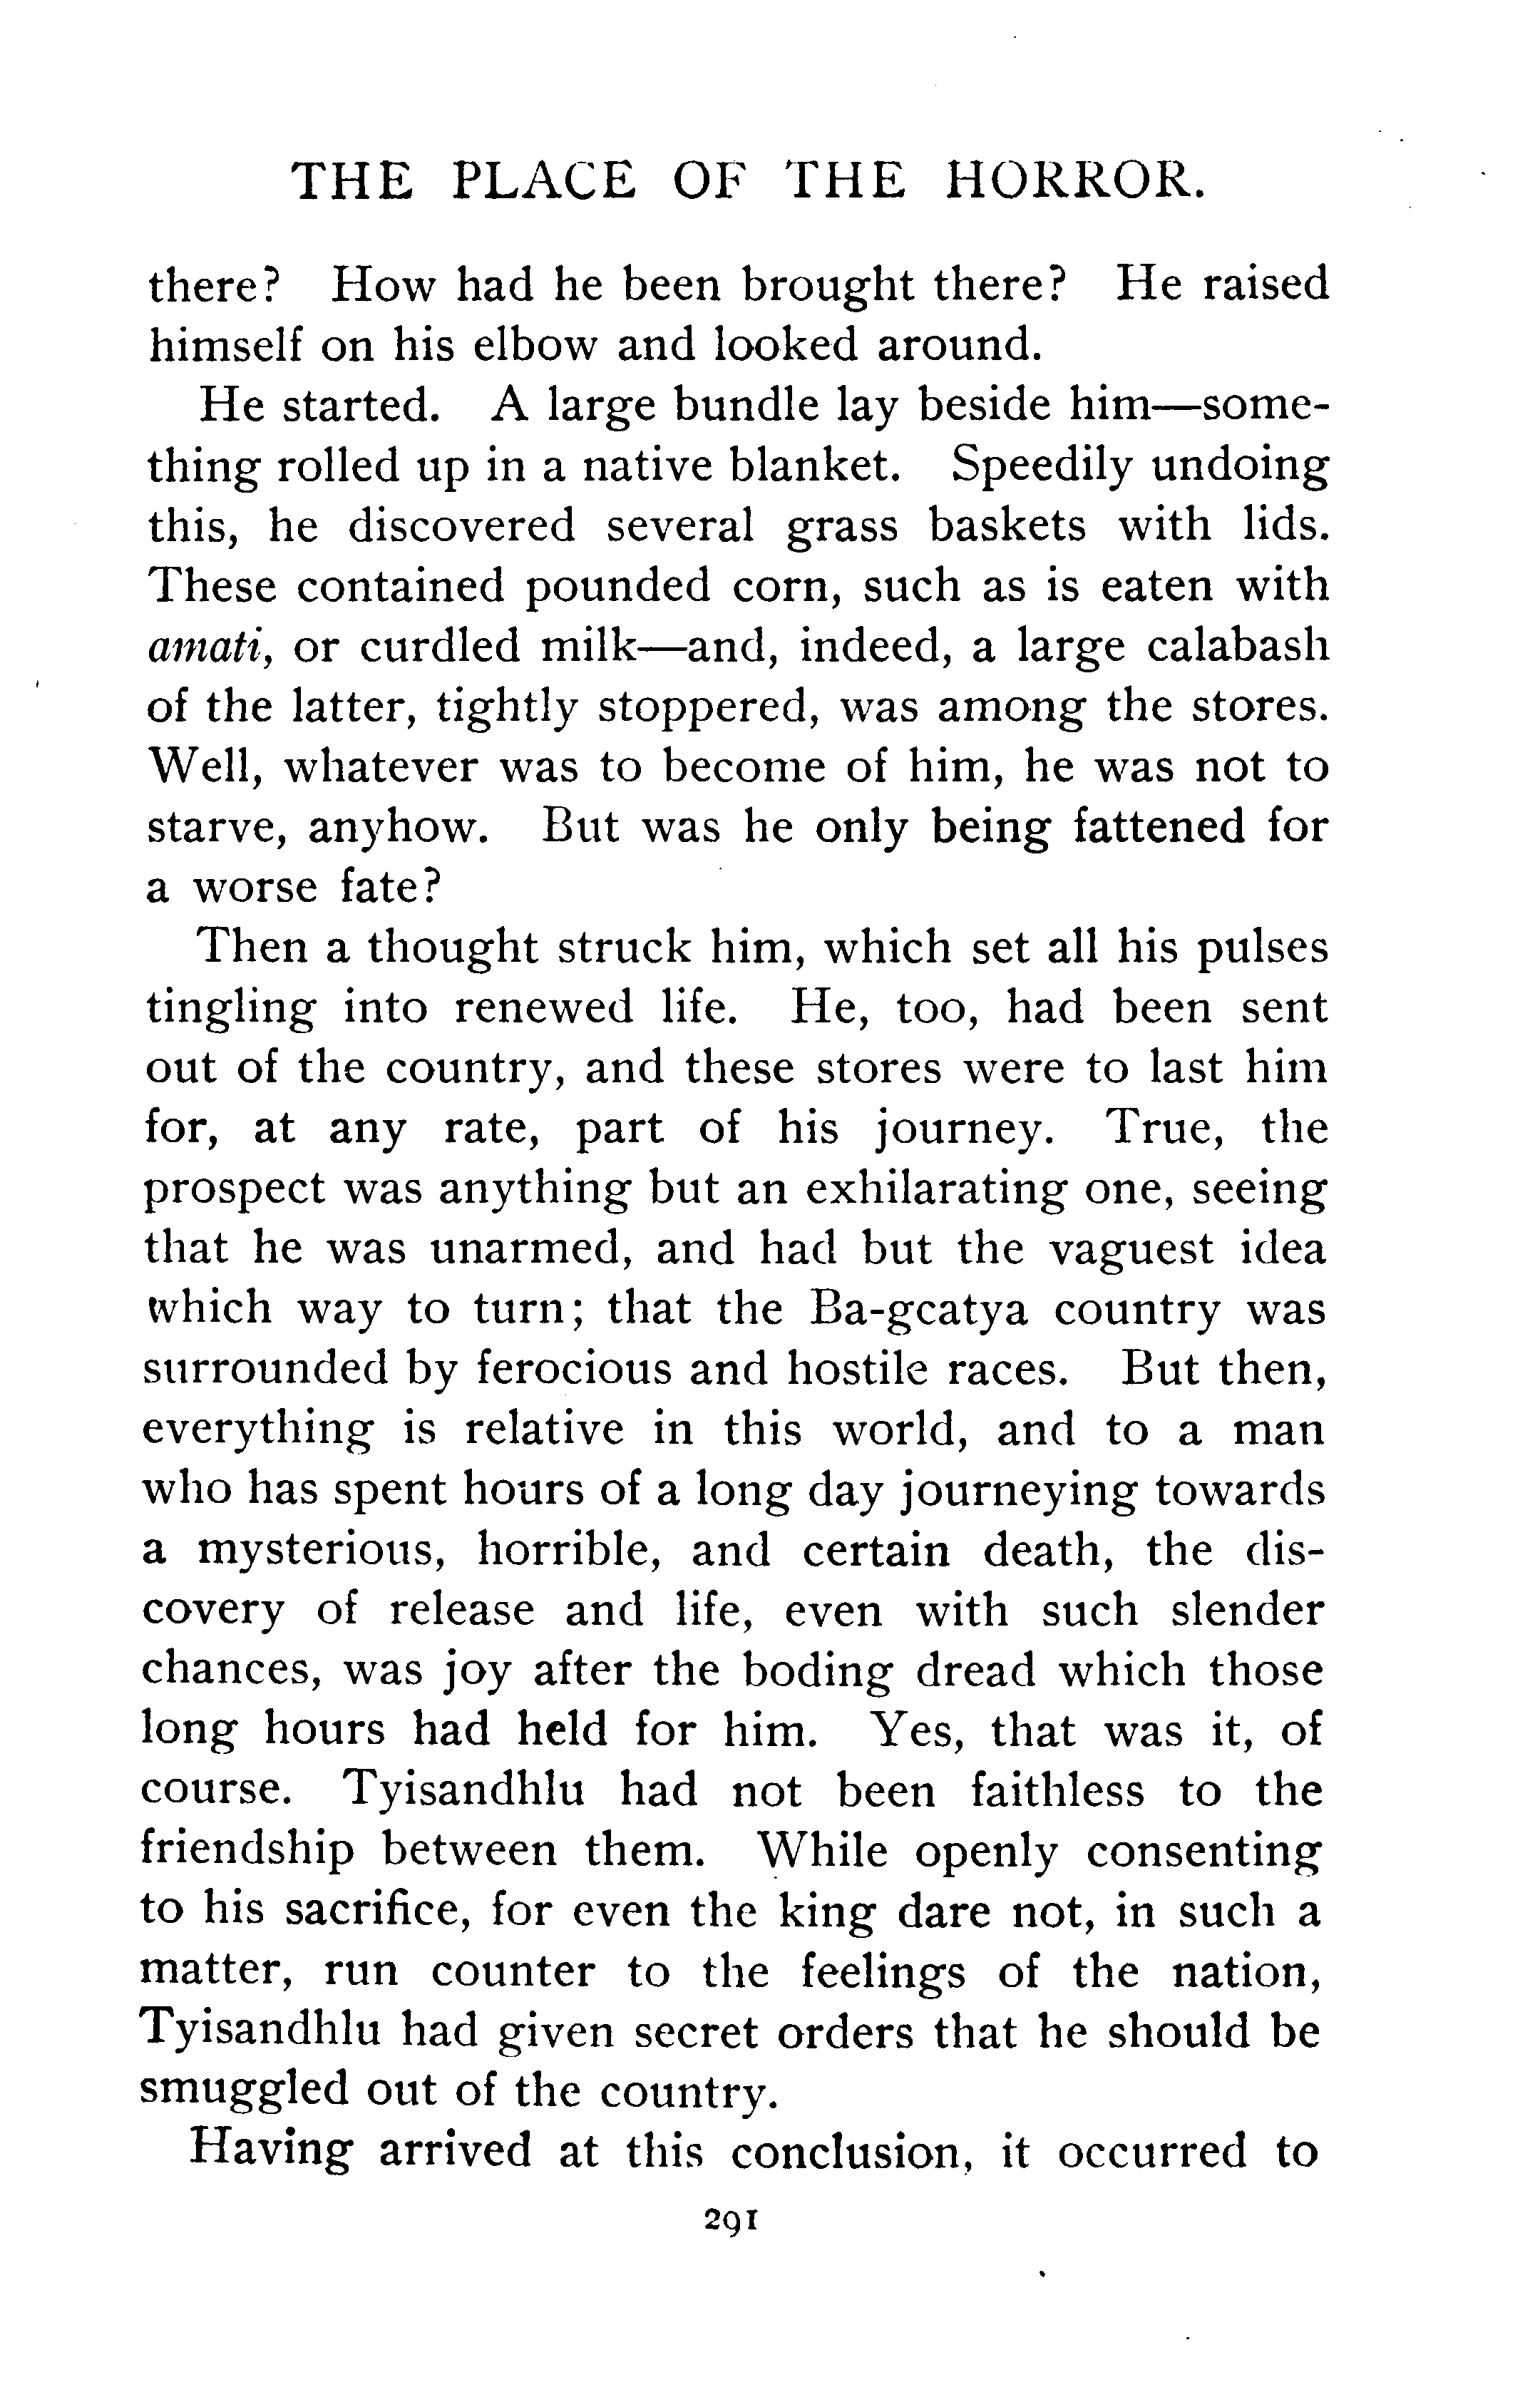 THE PLACE OF THE HORROR.
there? How had he been brought there? He raised
himself on his elbow and looked around.
He started. A large bundle lay beside him—some-
thing rolled up in a native blanket. Speedily undoing
this, he discovered several grass baskets with lids.
These contained pounded corn, such as is eaten with
amati, or curdled milk—and, indeed, a large calabash
of the latter, tightly stoppered, was among the stores.
Well, whatever was to become of him, he was not to
starve, anyhow. But was he only being fattened for
a worse fate?
Then a thought struck him, which set all his pulses
tingling into renewed life. He, too, had been sent
out of the country, and these stores were to last him
for, at any rate, part of his journey. True, the
prospect was anything but an exhilarating one, seeing
that he was unarmed, and had but the vaguest idea
which way to turn; that the Ba-gcatya country was
surrounded by ferocious and hostile races. But then,
everything is relative in this world, and to a man
who has spent hours of a long day journeying towards
a mysterious, horrible, and certain death, the dis-
covery of release and life, even with such slender
chances, was joy after the boding dread which those
long hours had held for him. Yes, that was it, of
course. Tyisandhlu had not been faithless to the
friendship between them. While openly consenting
to his sacrifice, for even the king dare not, in such a
matter, run counter to the feelings of the nation,
Tyisandhlu had given secret orders that he should be
smuggled out of the country.
Having arrived at this conclusion, it occurred to
291